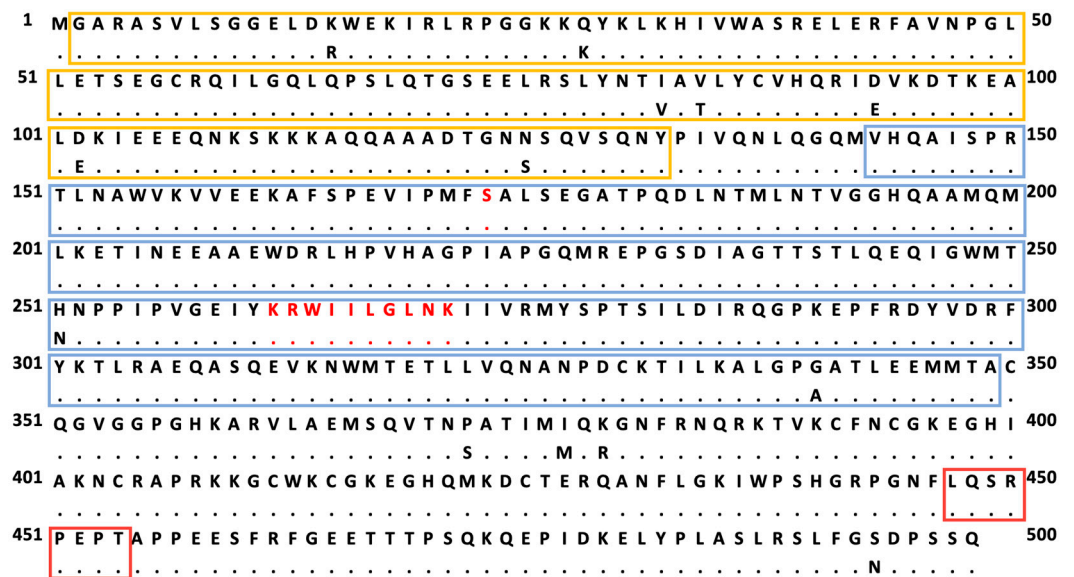 1 M G A R A S V L S G G E L D K W E K I R L R P G G K K Q Y K L K H I V W A S R E L E R F A V N P G L 50
. . . . . . . . . . . . . . R . . . . . . . . . . . . K . . . . . . . . . . . . . . . . . . . . . .
51 L E T S E G C R Q I L G Q L Q P S L Q T G S E E L R S L Y N T I A V L Y C V H Q R I D V K D T K E A 100
. . . . . . . . . . . . . . . . . . . . . . . . . . . . . . . V . T . . . . . . . . E . . . . . . .
101 L D K I E E E Q N K S K K K A Q Q A A A D T G N N S Q V S Q N Y P I V Q N L Q G Q M V H Q A I S P R 150
. E . . . . . . . . . . . . . . . . . . . . . . S . . . . . . . . . . . . . . . . . . . . . . . . .
151 T L N A W V K V V E E K A F S P E V I P M F S A L S E G A T P Q D L N T M L N T V G G H Q A A M Q M 200
. . . . . . . . . . . . . . . . . . . . . . . . . . . . . . . . . . . . . . . . . . . . . . . . . .
201 L K E T I N E E A A E W D R L H P V H A G P I A P G Q M R E P G S D I A G T T S T L Q E Q I G W M T 250
. . . . . . . . . . . . . . . . . . . . . . . . . . . . . . . . . . . . . . . . . . . . . . . . . .
251 H N P P I P V G E I Y K R W I I L G L N K I I V R M Y S P T S I L D I R Q G P K E P F R D Y V D R F 300
N . . . . . . . . . . . . . . . . . . . . . . . . . . . . . . . . . . . . . . . . . . . . . . . . .
301 Y K T L R A E Q A S Q E V K N W M T E T L L V Q N A N P D C K T I L K A L G P G A T L E E M M T A C 350
. . . . . . . . . . . . . . . . . . . . . . . . . . . . . . . . . . . . . . . A . . . . . . . . . .
351 Q G V G G P G H K A R V L A E M S Q V T N P A T I M I Q K G N F R N Q R K T V K C F N C G K E G H I 400
. . . . . . . . . . . . . . . . . . . . . S . . . . M . R . . . . . . . . . . . . . . . . . . . . .
401 A K N C R A P R K K G C W K C G K E G H Q M K D C T E R Q A N F L G K I W P S H G R P G N F L Q S R 450
. . . . . . . . . . . . . . . . . . . . . . . . . . . . . . . . . . . . . . . . . . . . . . . . . .
451 P E P T A P P E E S F R F G E E T T T P S Q K Q E P I D K E L Y P L A S L R S L F G S D P S S Q 500
. . . . . . . . . . . . . . . . . . . . . . . . . . . . . . . . . . . . . . . . . . N . . . . .